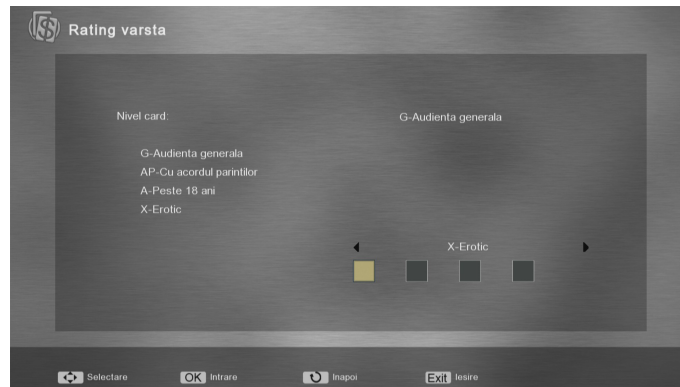 Rating varsta
Nivel card: G-Audienta generala
G-Audienta generala
AP-Cu acordul parintilor
A-Peste 18 ani
X-Erotic
X-Erotic
Selectare OK Intrare Inapoi Exit Iesire